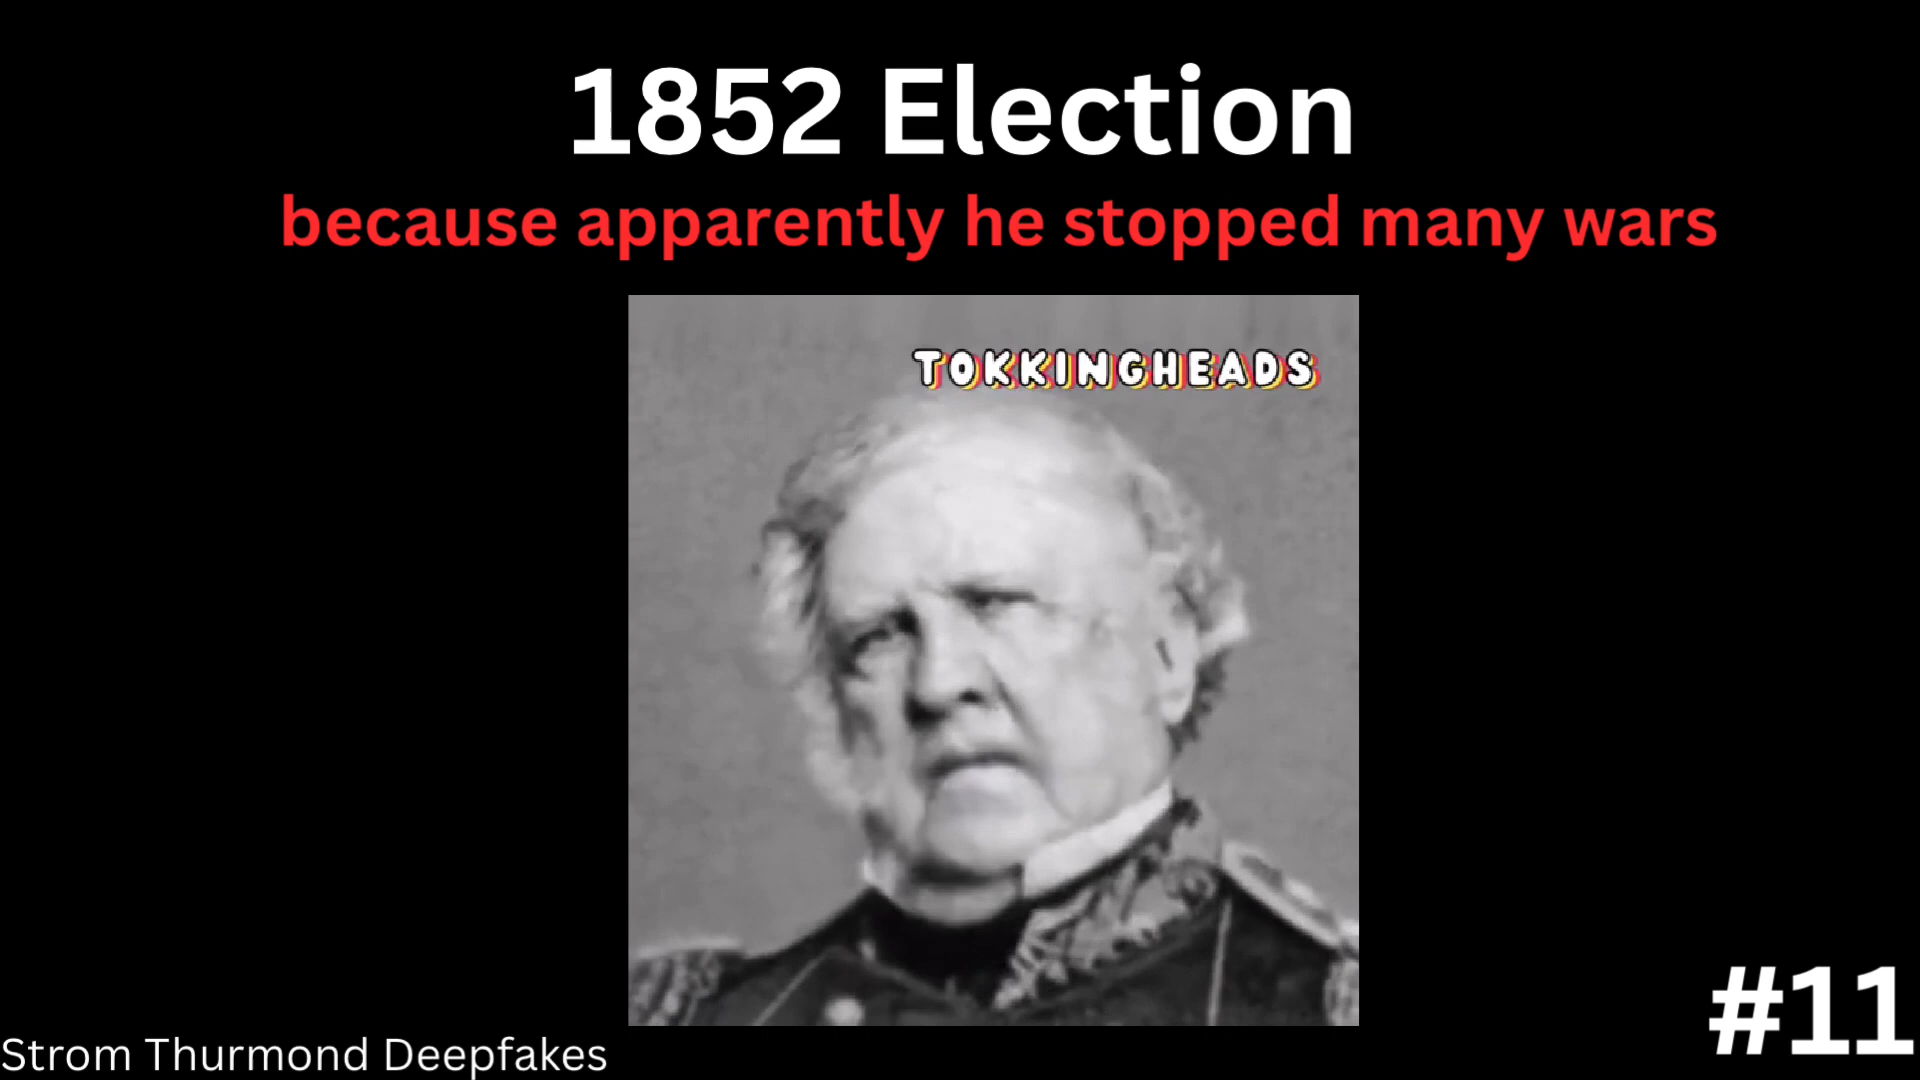 1852 Election
because apparently he stopped many wars
TOKKINGHEADS
#11
Strom Thurmond Deepfakes